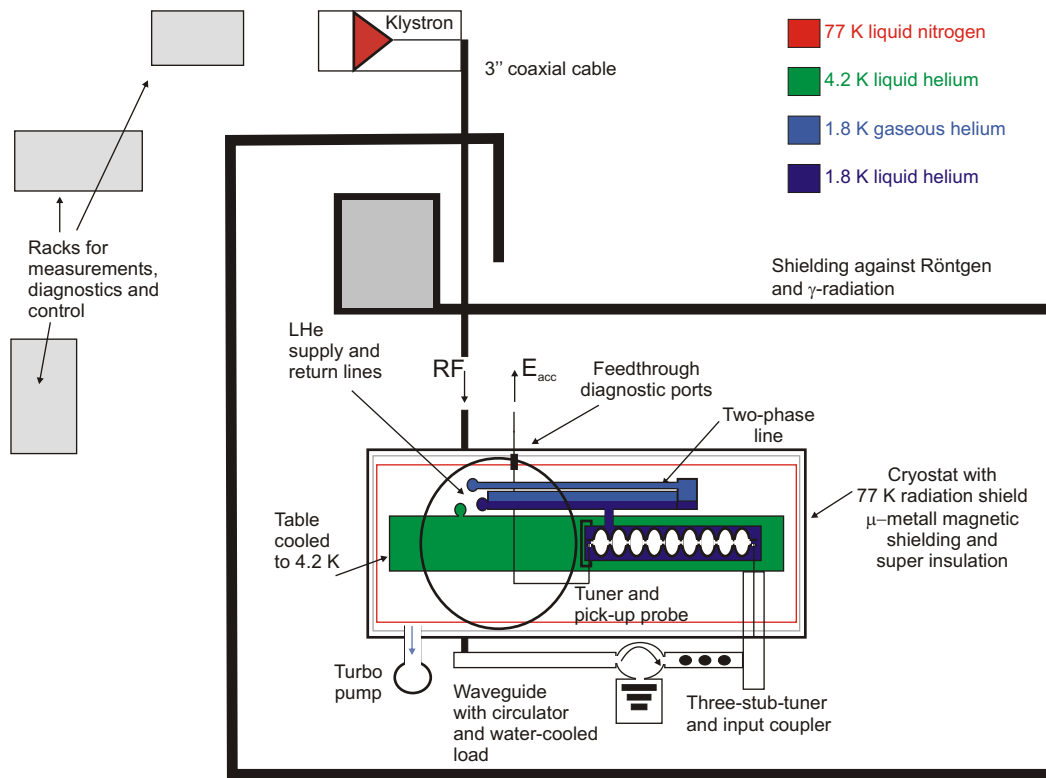 Klystron
3’’ coaxial cable
77 K liquid nitrogen
4.2 K liquid helium
1.8 K gaseous helium
1.8 K liquid helium
Racks for
measurements,
diagnostics and
control
Shielding against Röntgen
and γ-radiation
LHe
supply and
return lines
RF
E acc
Feedthrough
diagnostic ports
Two-phase
line
Cryostat with
77 K radiation shield
μ−metall magnetic
shielding and
super insulation
Table
cooled
to 4.2 K
Tuner and
pick-up probe
Turbo
pump
Waveguide
with circulator
and water-cooled
load
Three-stub-tuner
and input coupler